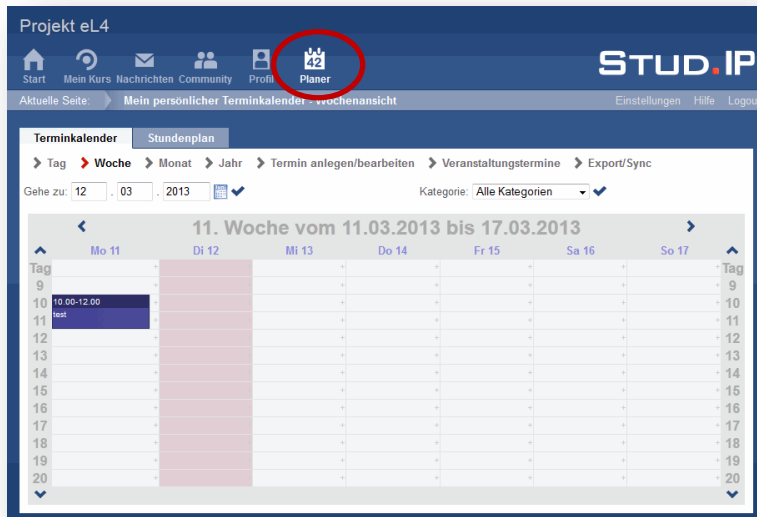 Projekt eL4
42
STUD.IP
Start Mein Kurs Nachrichten Community Profil Planer
Aktuelle Seite: Mein persönlicher Terminkalender - Wochenansicht Einstellungen Hilfe Logou
Terminkalender Stundenplan
Tag Woche Monat Jahr Termin anlegen/bearbeiten Veranstaltungstermine Export/Sync
Gehe zu: 12 . 03 . 2013 Kategorie: Alle Kategorien
11. Woche vom 11.03.2013 bis 17.03.2013
Mo 11 Di 12 Mi 13 Do 14 Fr 15 Sa 16 So 17
Tag Tag
9 9
10 10.00-12.00 10
11 test 11
12 12
13 13
14 14
15 15
16 16
17 17
18 18
19 19
20 20